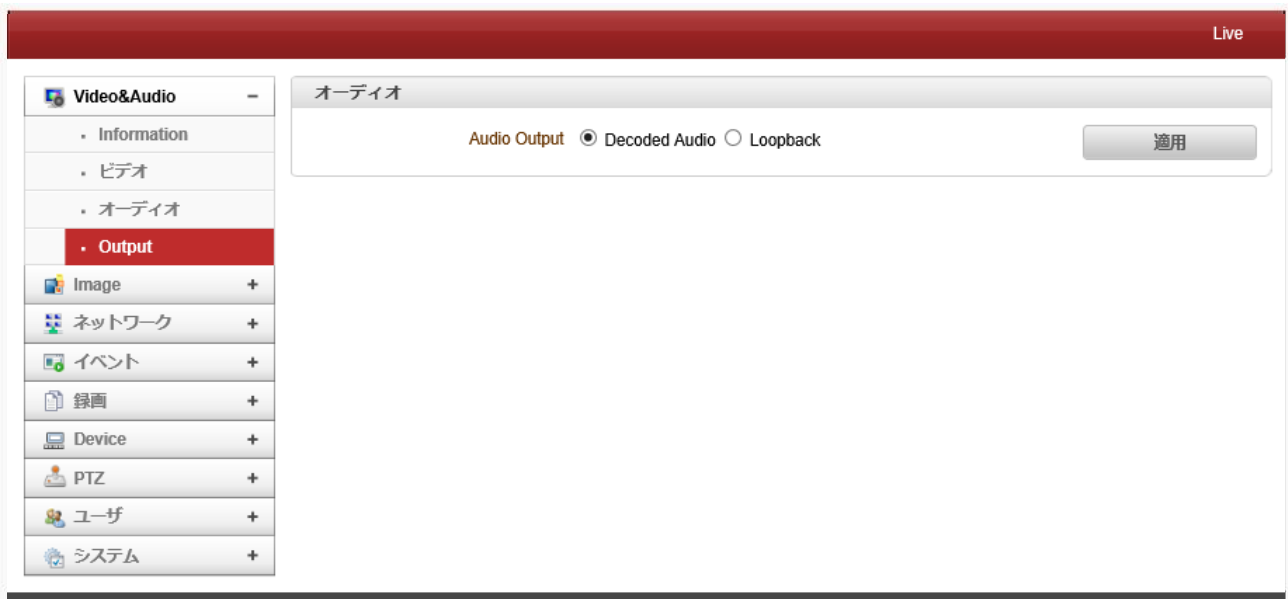 Live
Video&Audio −
Information
ビデオ
オーディオ
Output
Image +
ネットワーク +
イベント +
録画 +
Device +
PTZ +
ユーザ +
システム +
オーディオ
Audio Output Decoded Audio Loopback
適用